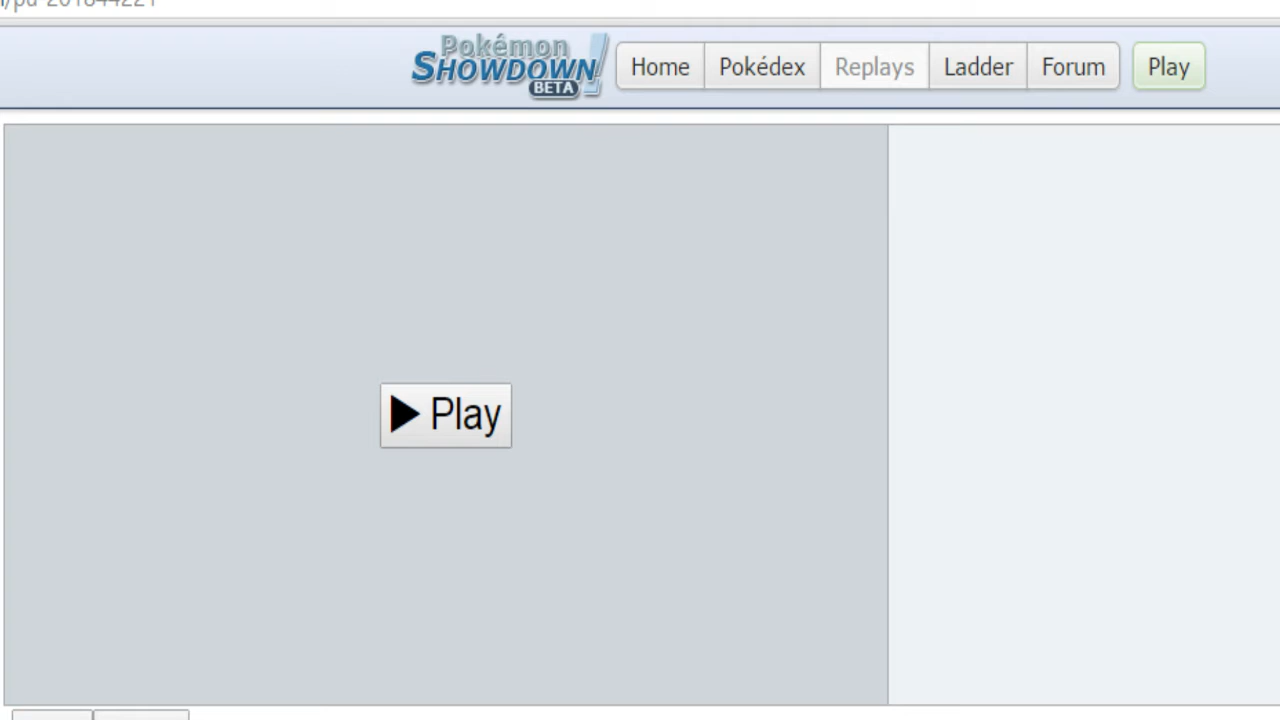 Pokémon
SHOWDOWN!
BETA
Home
Pokédex
Replays
Ladder
Forum
Play
Play